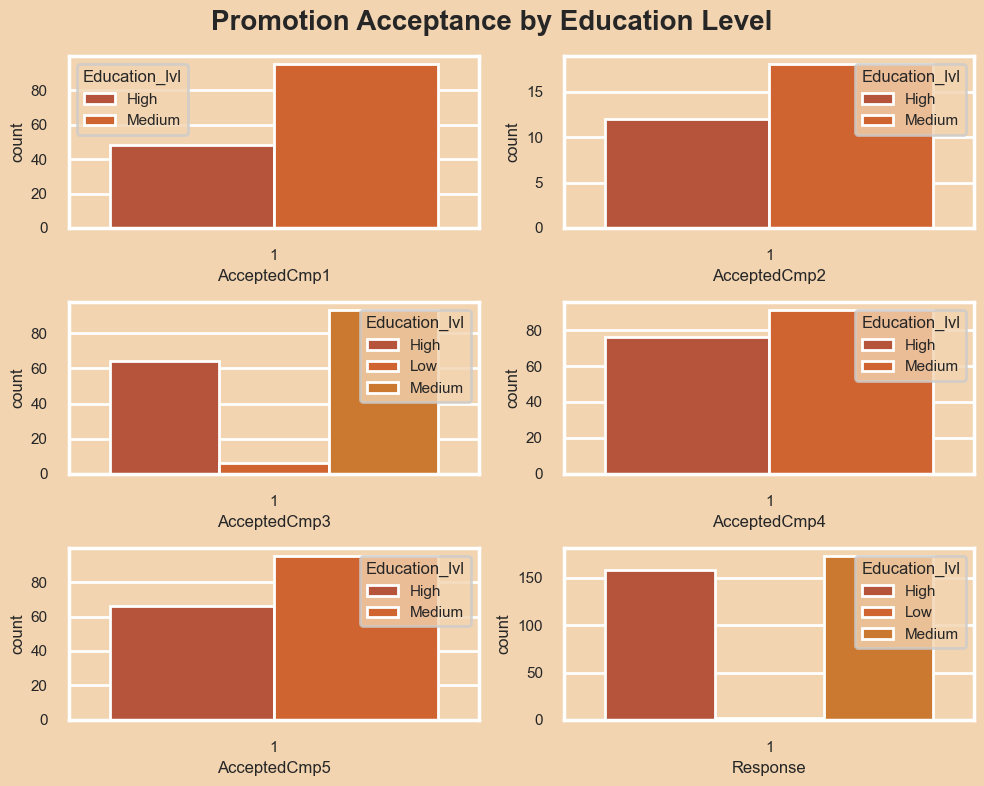 Promotion Acceptance by Education Level
Education_lvl
High
Medium
80
60
40
20
0
count
1
AcceptedCmp1
Education_lvl
High
Medium
15
10
5
0
count
1
AcceptedCmp2
Education_lvl
High
Low
Medium
80
60
40
20
0
count
1
AcceptedCmp3
Education_lvl
High
Medium
80
60
40
20
0
count
1
AcceptedCmp4
Education_lvl
High
Medium
80
60
40
20
0
count
1
AcceptedCmp5
Education_lvl
High
Low
Medium
150
100
50
0
count
1
Response